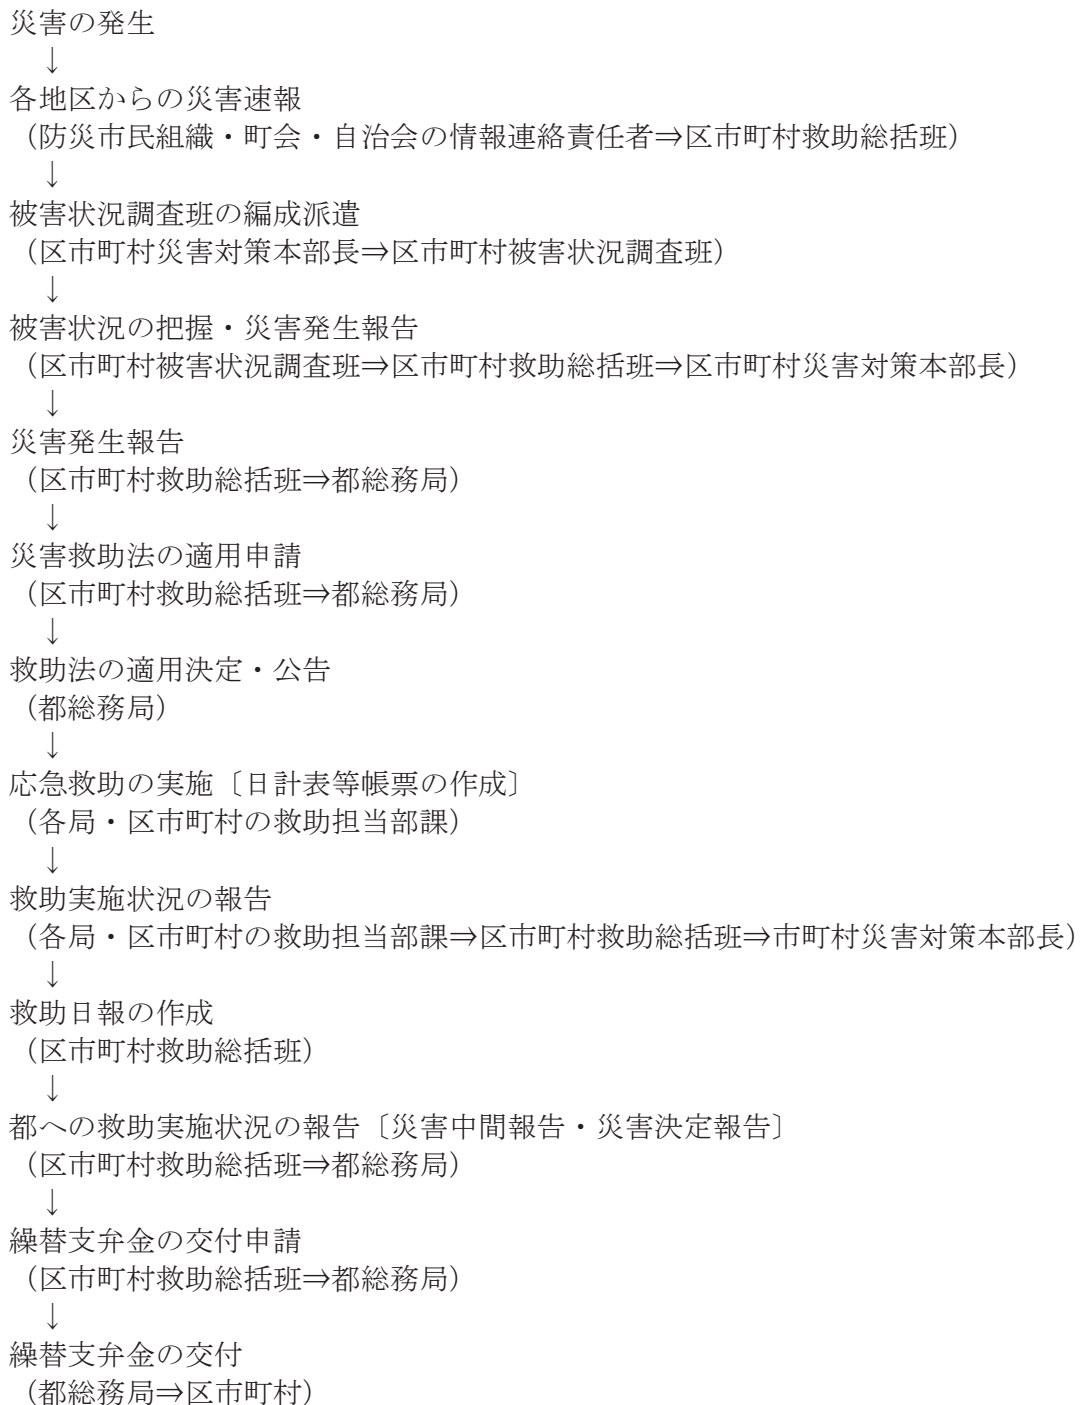 災害の発生
↓
各地区からの災害速報
（防災市民組織・町会・自治会の情報連絡責任者⇒区市町村救助総括班）
↓
被害状況調査班の編成派遣
（区市町村災害対策本部長⇒区市町村被害状況調査班）
↓
被害状況の把握・災害発生報告
（区市町村被害状況調査班⇒区市町村救助総括班⇒区市町村災害対策本部長）
↓
災害発生報告
（区市町村救助総括班⇒都総務局）
↓
災害救助法の適用申請
（区市町村救助総括班⇒都総務局）
↓
救助法の適用決定・公告
（都総務局）
↓
応急救助の実施〔日計表等帳票の作成〕
（各局・区市町村の救助担当部課）
↓
救助実施状況の報告
（各局・区市町村の救助担当部課⇒区市町村救助総括班⇒市町村災害対策本部長）
↓
救助日報の作成
（区市町村救助総括班）
↓
都への救助実施状況の報告〔災害中間報告・災害決定報告〕
（区市町村救助総括班⇒都総務局）
↓
繰替支弁金の交付申請
（区市町村救助総括班⇒都総務局）
↓
繰替支弁金の交付
（都総務局⇒区市町村）